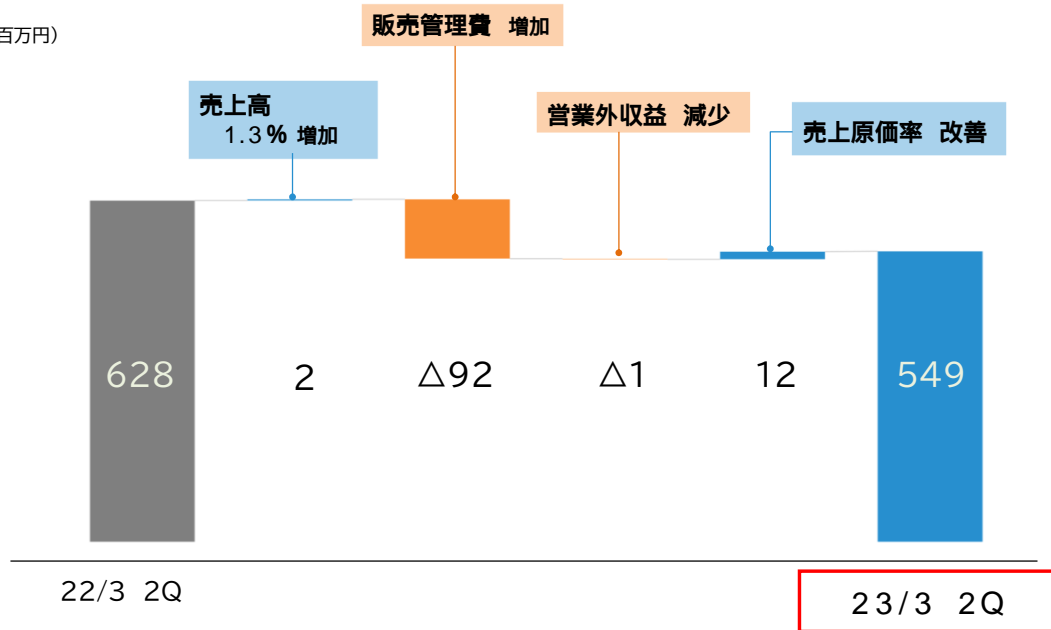 百万円）
販売管理費 増加
売上高
1.3% 増加
営業外収益 減少
売上原価率 改善
628
2
△92
△1
12
549
22/3 2Q
23/3 2Q